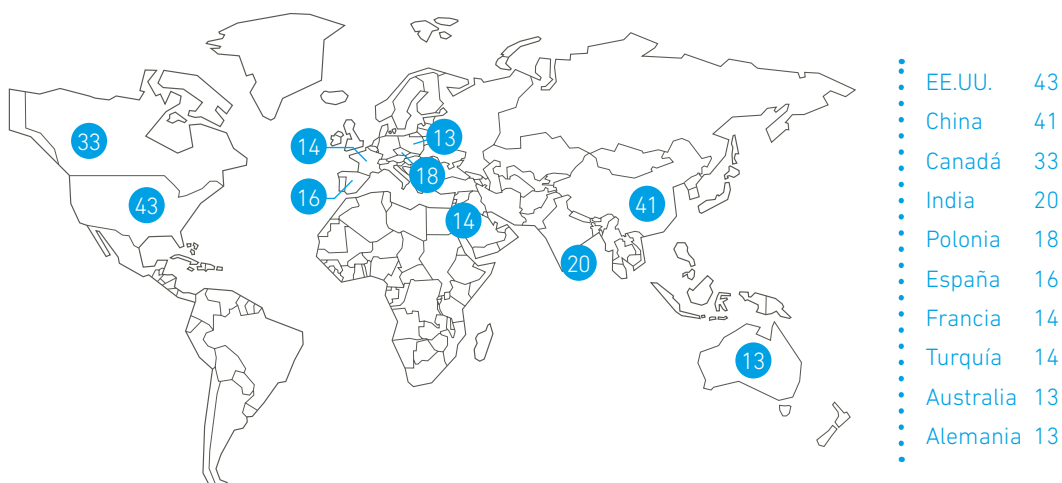 33
43
14
16
13
18
14
41
20
13
EE.UU. 43
China 41
Canadá 33
India 20
Polonia 18
España 16
Francia 14
Turquía 14
Australia 13
Alemania 13